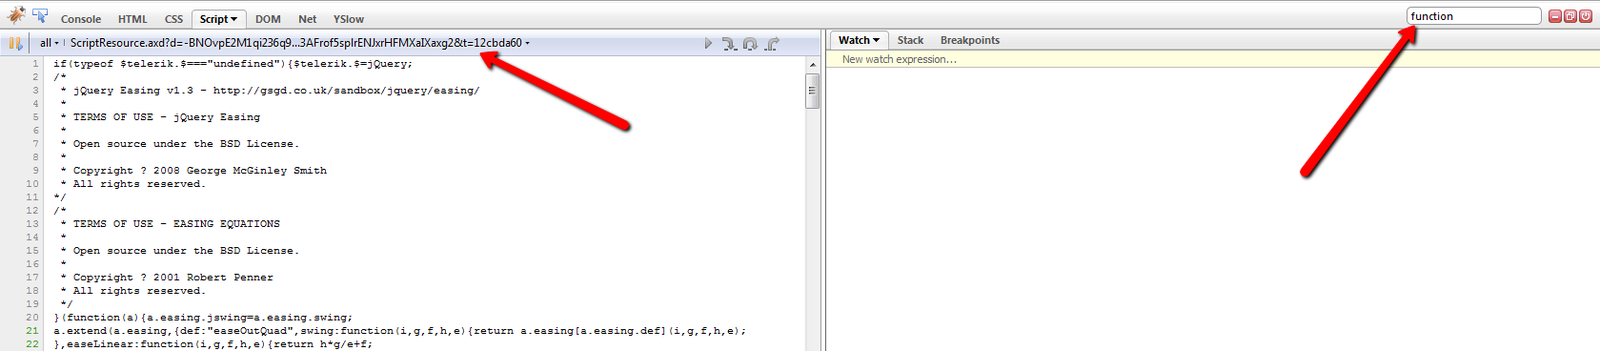 Console HTML CSS Script DOM Net YSlow function
all ScriptResource.axd?d=-BNOvpE2M1qi236q9...3AFrof5splrENJxrHFMXaIXaxg2&t=12cbda60
Watch Stack Breakpoints
New watch expression...
1 if(typeof $telerik.$==="undefined"){$telerik.$=jQuery;
2 /*
3 * jQuery Easing v1.3 - http://gsgd.co.uk/sandbox/jquery/easing/
4 *
5 * TERMS OF USE - jQuery Easing
6 *
7 * Open source under the BSD License.
8 *
9 * Copyright ? 2008 George McGinley Smith
10 * All rights reserved.
11 */
12 /*
13 * TERMS OF USE - EASING EQUATIONS
14 *
15 * Open source under the BSD License.
16 *
17 * Copyright ? 2001 Robert Penner
18 * All rights reserved.
19 */
20 }(function(a){a.easing.jswing=a.easing.swing;
21 a.extend(a.easing,{def:"easeOutQuad",swing:function(i,g,f,h,e){return a.easing[a.easing.def](i,g,f,h,e);
22 },easeLinear:function(i,g,f,h,e){return h*g/e+f;